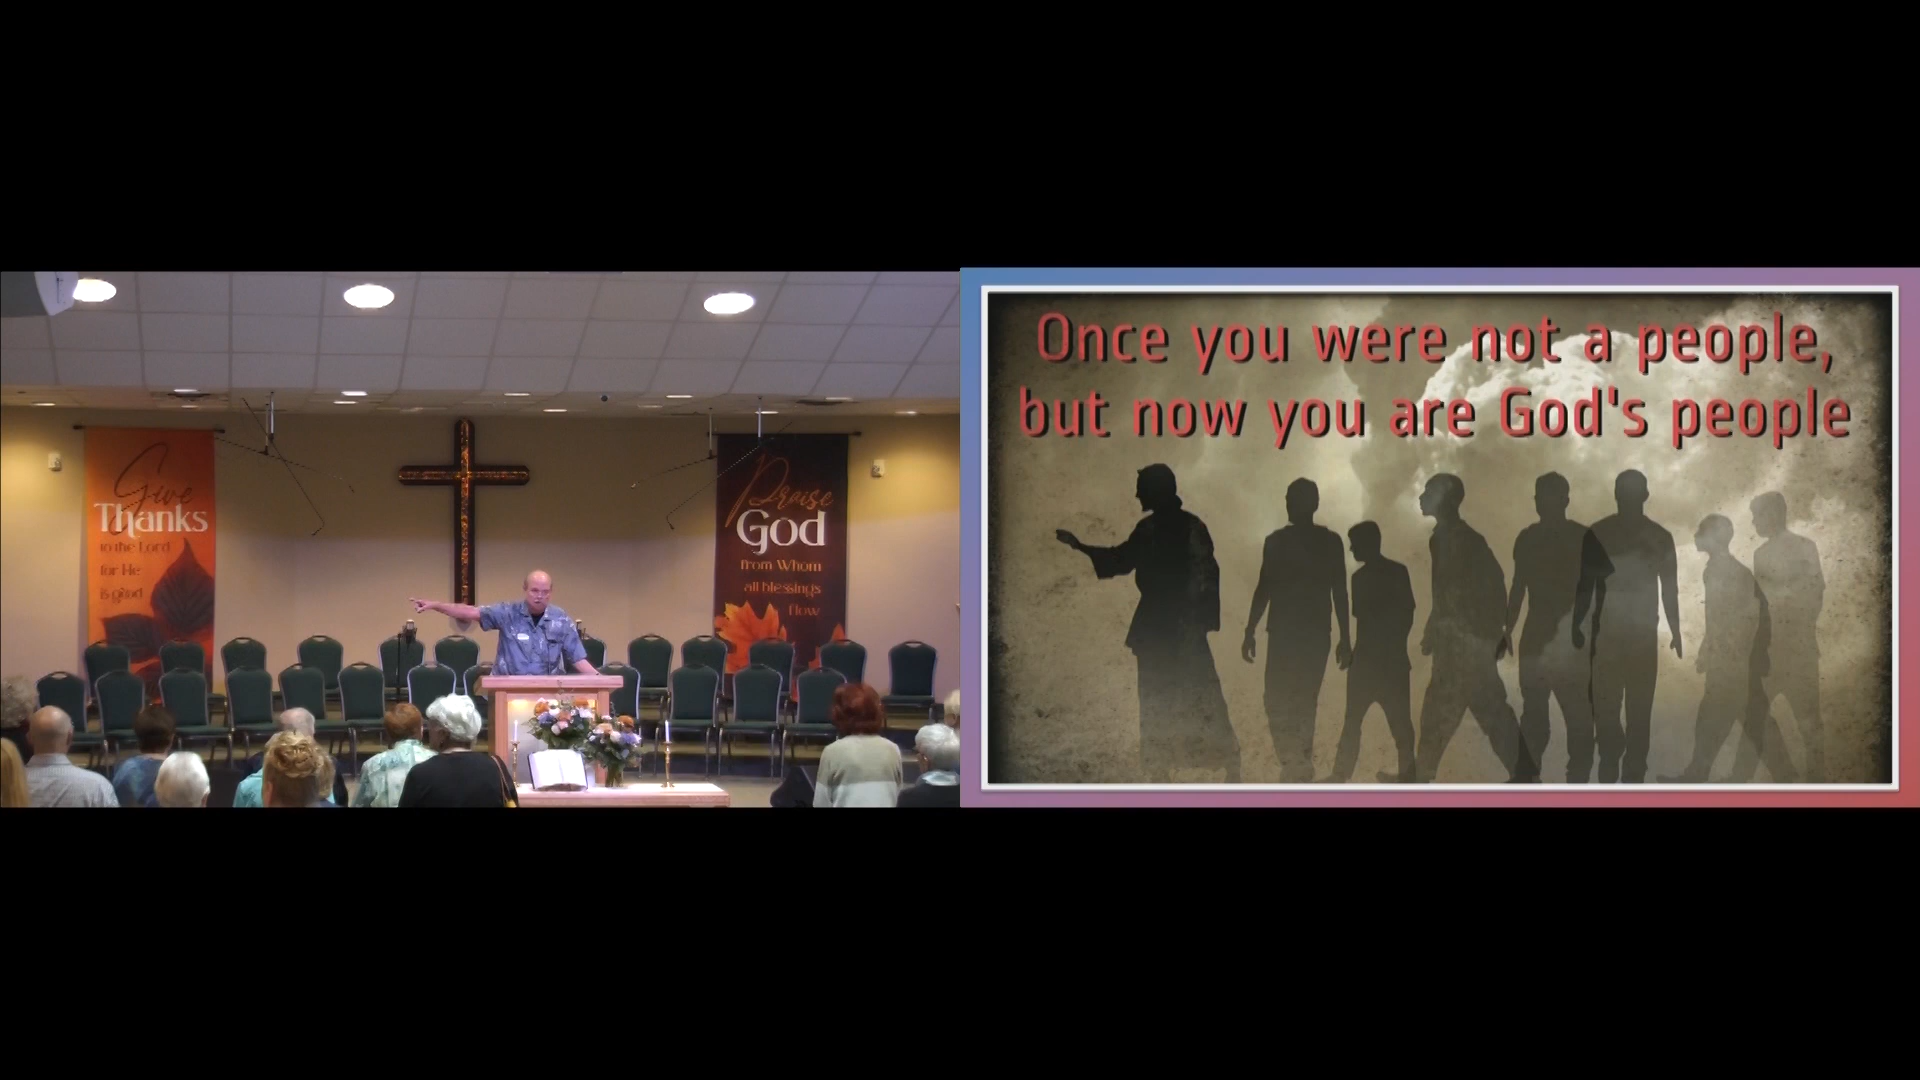 Give
Thanks
to the Lord
for He
is good
Praise
God
from Whom
all blessings
flow
Once you were not a people,
but now you are God's people